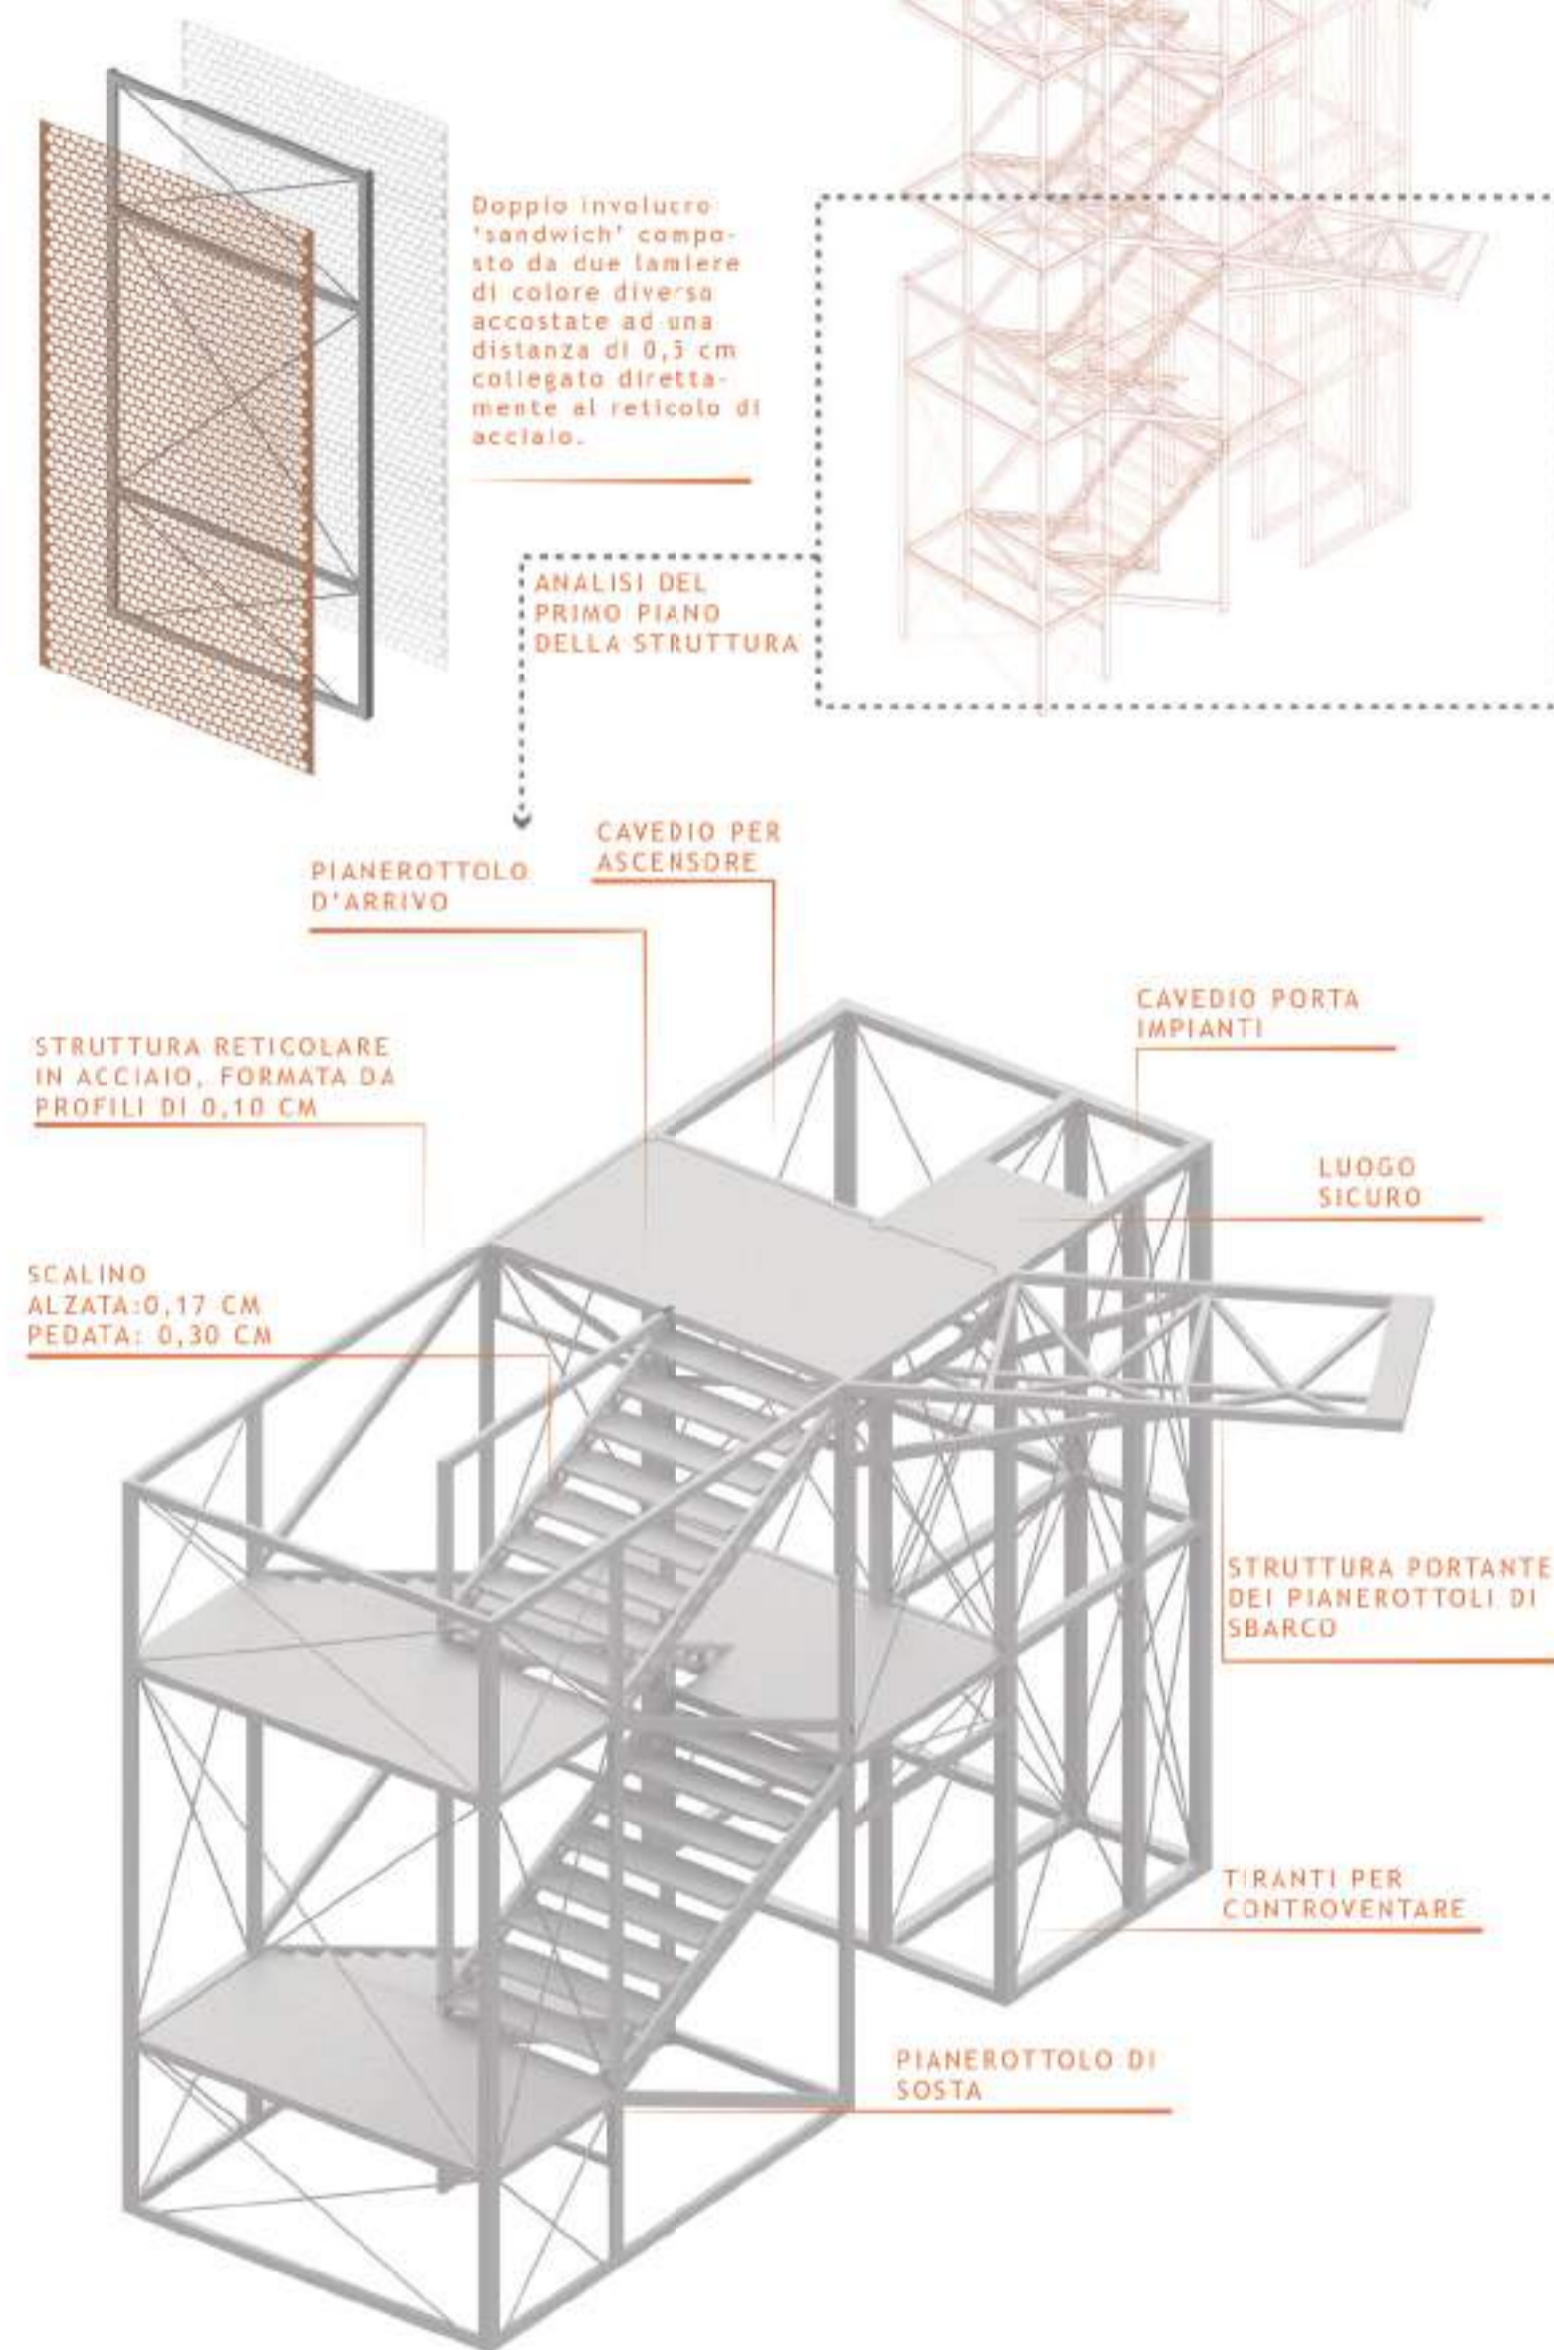 Doppio involucro
'sandwich' compo-
sto da due lamiere
di colore diverso
accostate ad una
distanza di 0,3 cm
collegato diretta-
mente al reticolo di
acciaio.
ANALISI DEL
PRIMO PIANO
DELLA STRUTTURA
CAVEDIO PER
ASCENSORE
PIANEROTTOLO
D'ARRIVO
CAVEDIO PORTA
IMPIANTI
STRUTTURA RETICOLARE
IN ACCIAIO, FORMATA DA
PROFILI DI 0,10 CM
LUOGO
SICURO
SCALINO
ALZATA:0,17 CM
PEDATA: 0,30 CM
STRUTTURA PORTANTE
DEI PIANEROTTOLI DI
SBARCO
TIRANTI PER
CONTROVENTARE
PIANEROTTOLO DI
SOSTA